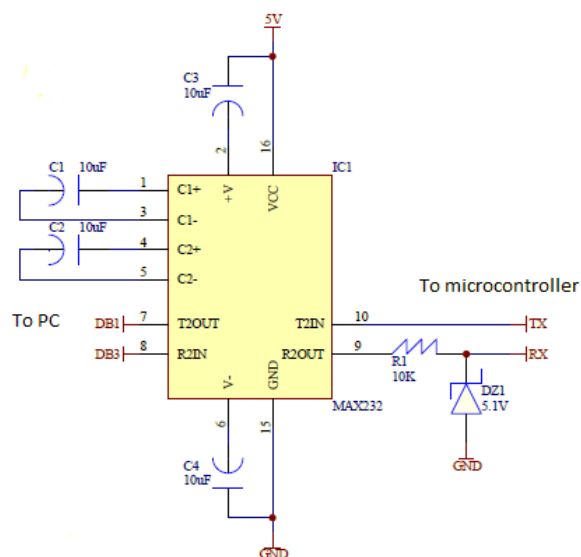 5V
C3
10uF
2
16
IC1
C1 10uF
1 C1+
+V
VCC
3 C1-
C2 10uF
4 C2+
5 C2-
To microcontroller
To PC
DB1 7 T2OUT
T2IN 10 TX
DB3 8 R2IN
R2OUT 9 RX
R1
10K
V-
GND
DZ1
5.1V
MAX232
6
15
C4
10uF
GND
GND